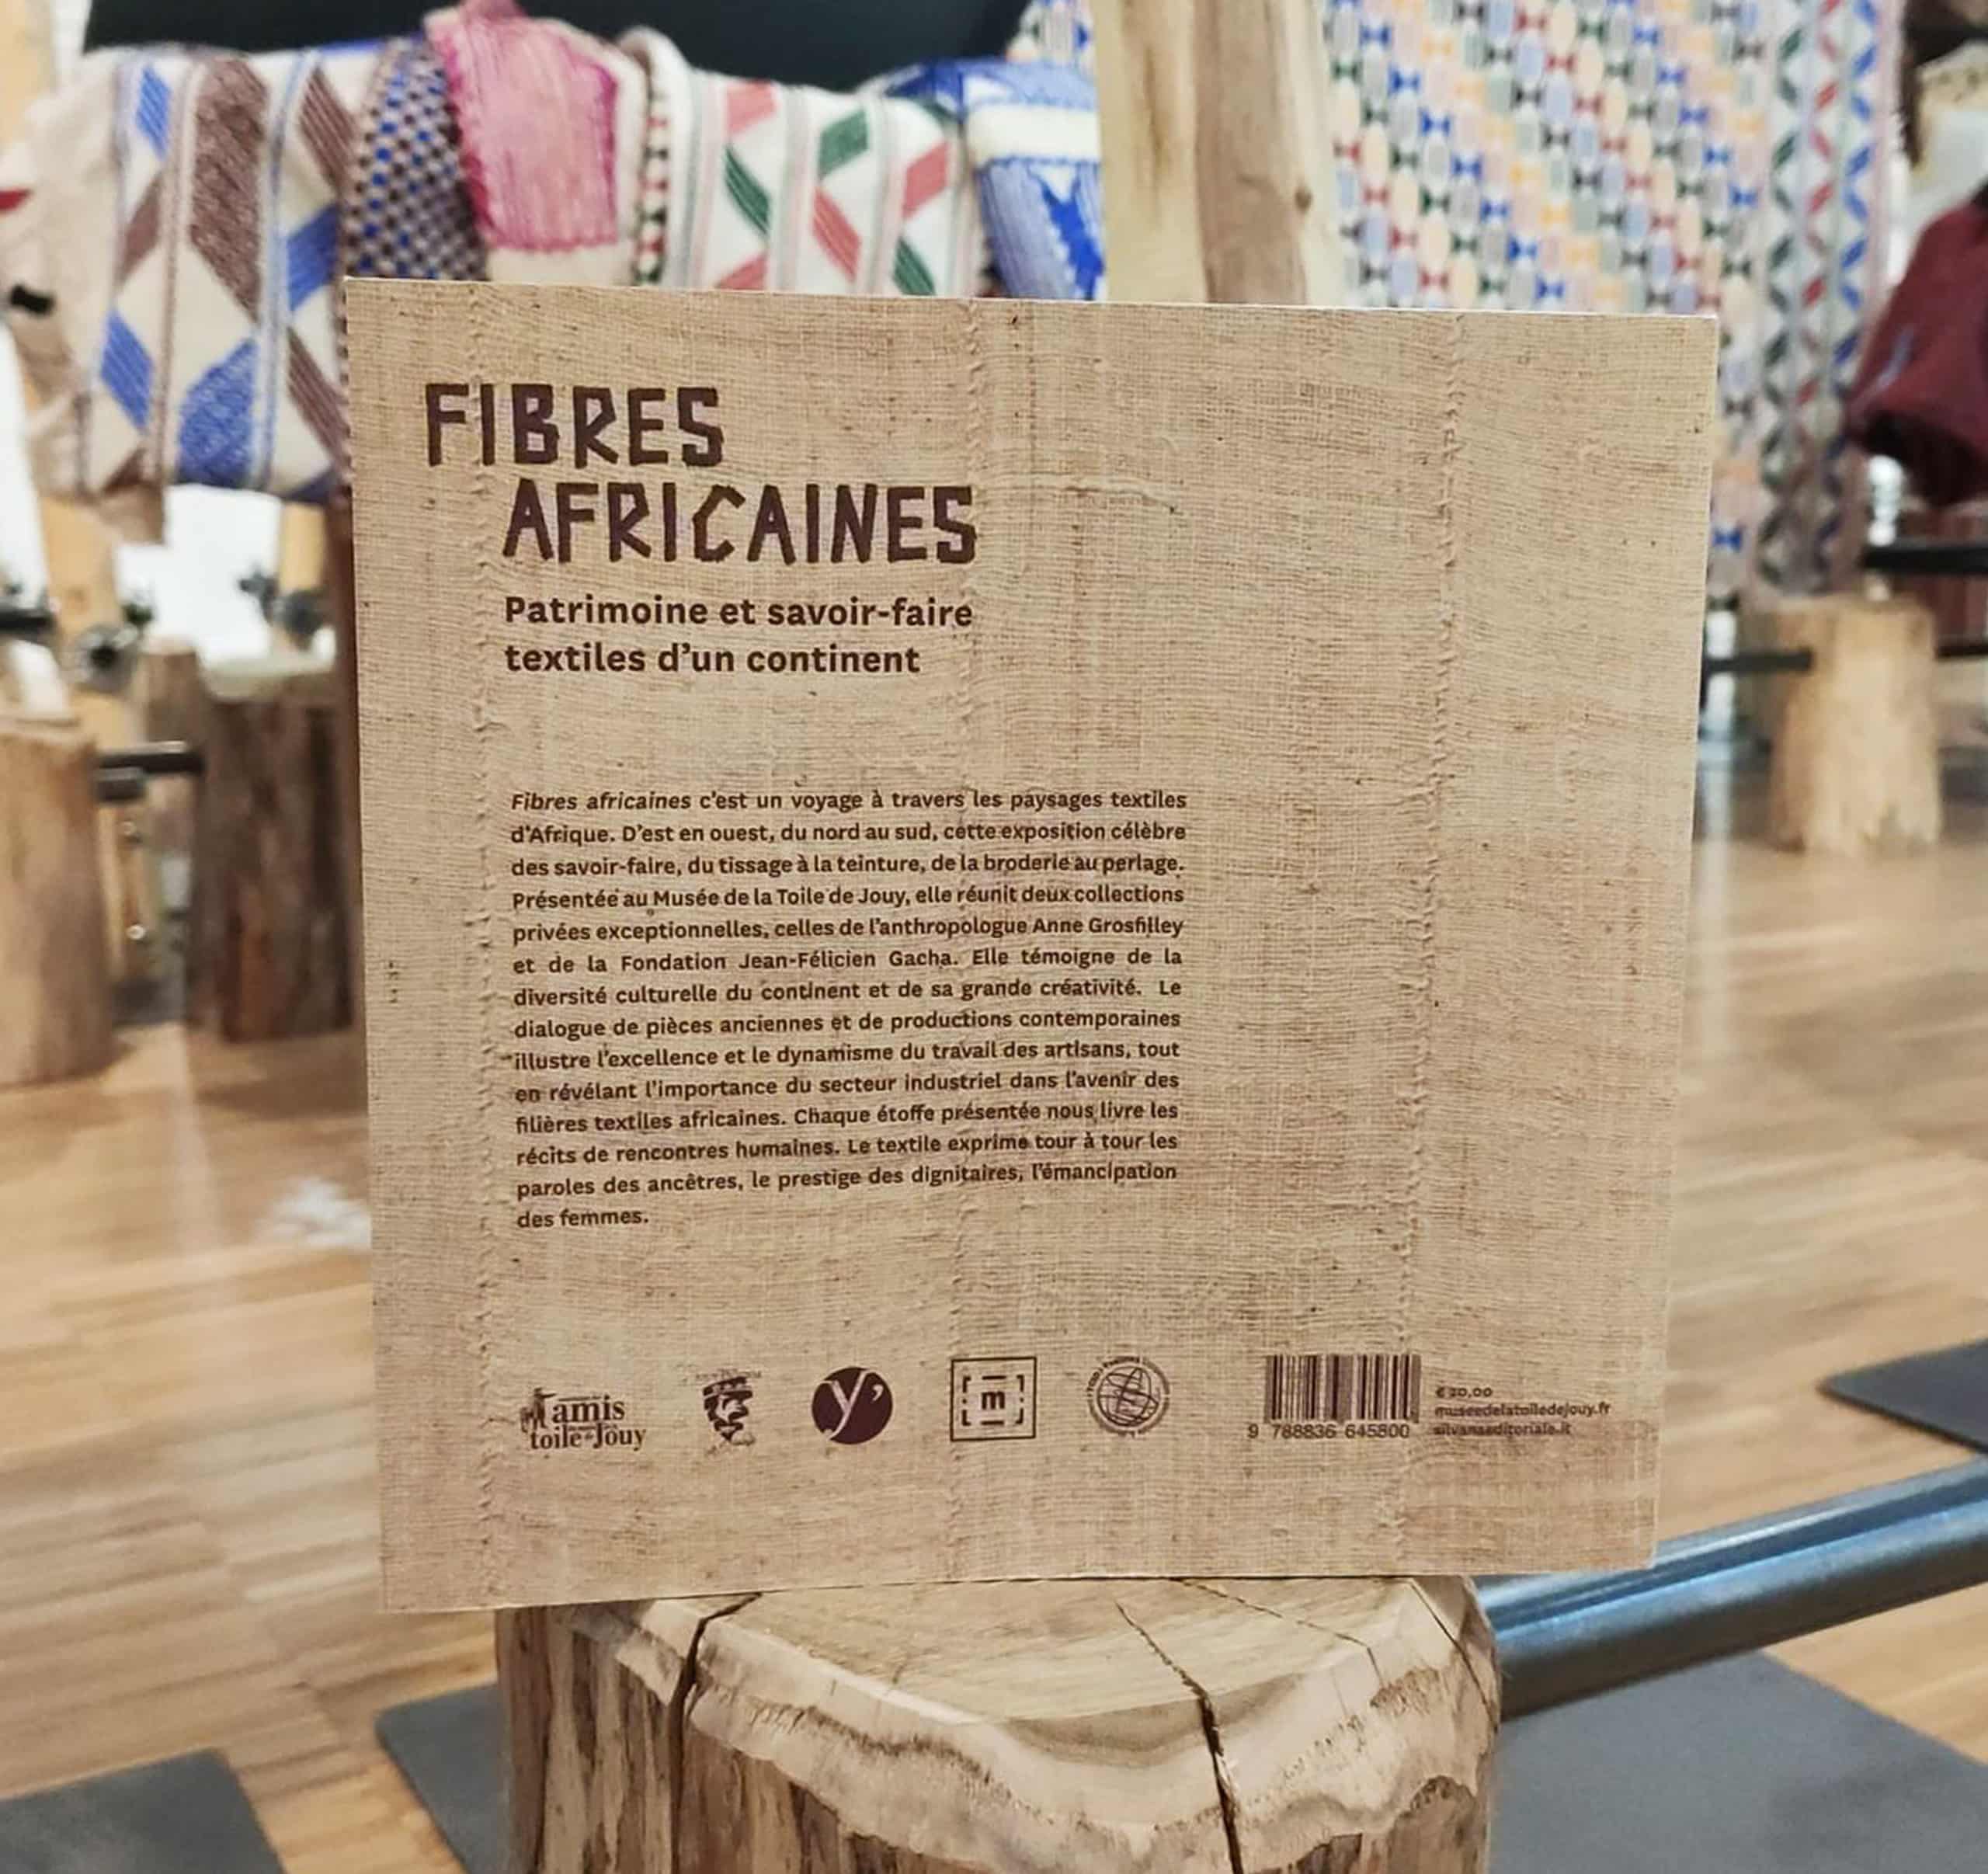 FIBRES
AFRICAINES
Patrimoine et savoir-faire
textiles d'un continent
Fibres africaines c'est un voyage à travers les paysages textiles
d'Afrique. D'est en ouest, du nord au sud, cette exposition célèbre
des savoir-faire, du tissage à la teinture, de la broderie au perlage.
Présentée au Musée de la Toile de Jouy, elle réunit deux collections
privées exceptionnelles, celles de l'anthropologue Anne Grosfilley
et de la Fondation Jean-Félicien Gacha. Elle témoigne de la
diversité culturelle du continent et de sa grande créativité. Le
dialogue de pièces anciennes et de productions contemporaines
illustre l'excellence et le dynamisme du travail des artisans, tout
en révélant l'importance du secteur industriel dans l'avenir des
filières textiles africaines. Chaque étoffe présentée nous livre les
récits de rencontres humaines. Le textile exprime tour à tour les
paroles des ancêtres, le prestige des dignitaires, l'émancipation
des femmes.
amis
toile de Jouy
y'
m
9 788836 645800
€ 20,00
museedelatoiledejouy.fr
silvanaeditoriale.it